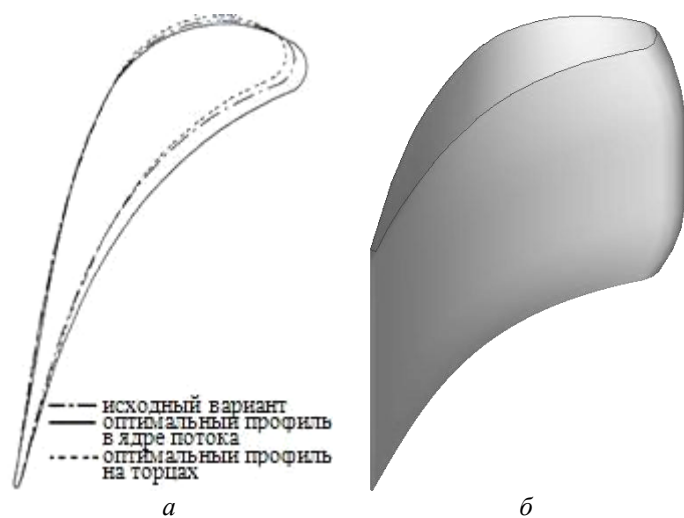 исходный вариант
оптимальный профиль
в ядре потока
оптимальный профиль
на торцах
а
б